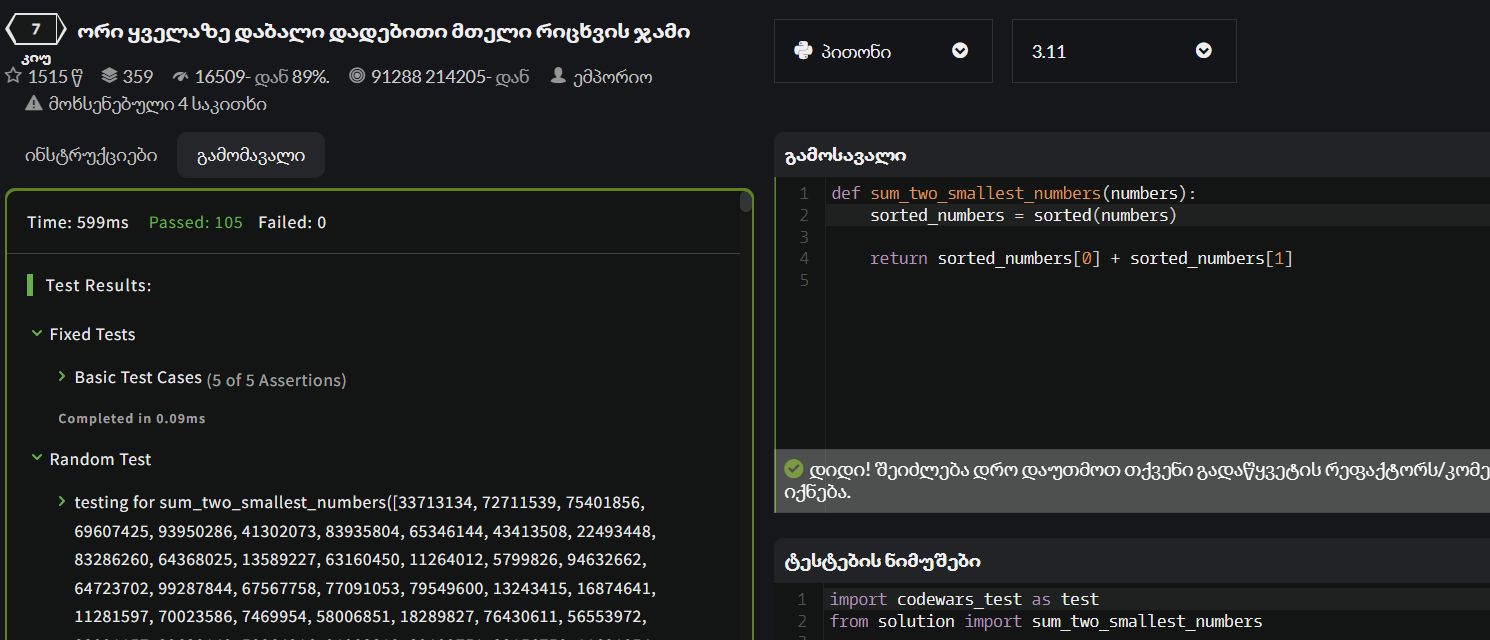 7 ორი ყველაზე დაბალი დადებითი მთელი რიცხვის ჯამი
კიუ
1515 წ 359 16509- დან 89%. 91288 214205- დან ემპორიო
მოხსენებული 4 საკითხი
ინსტრუქციები გამომავალი
Time: 599ms Passed: 105 Failed: 0
Test Results:
Fixed Tests
Basic Test Cases (5 of 5 Assertions)
Completed in 0.09ms
Random Test
testing for sum_two_smallest_numbers([33713134, 72711539, 75401856,
69607425, 93950286, 41302073, 83935804, 65346144, 43413508, 22493448,
83286260, 64368025, 13589227, 63160450, 11264012, 5799826, 94632662,
64723702, 99287844, 67567758, 77091053, 79549600, 13243415, 16874641,
11281597, 70023586, 7469954, 58006851, 18289827, 76430611, 56553972,
პითონი 3.11
გამოსავალი
1 def sum_two_smallest_numbers(numbers):
2 sorted_numbers = sorted(numbers)
3
4 return sorted_numbers[0] + sorted_numbers[1]
5
დიდი! შეიძლება დრო დაუთმოთ თქვენი გადაწყვეტის რეფაქტორს/კომე
იქნება.
ტესტების ნიმუშები
1 import codewars_test as test
2 from solution import sum_two_smallest_numbers